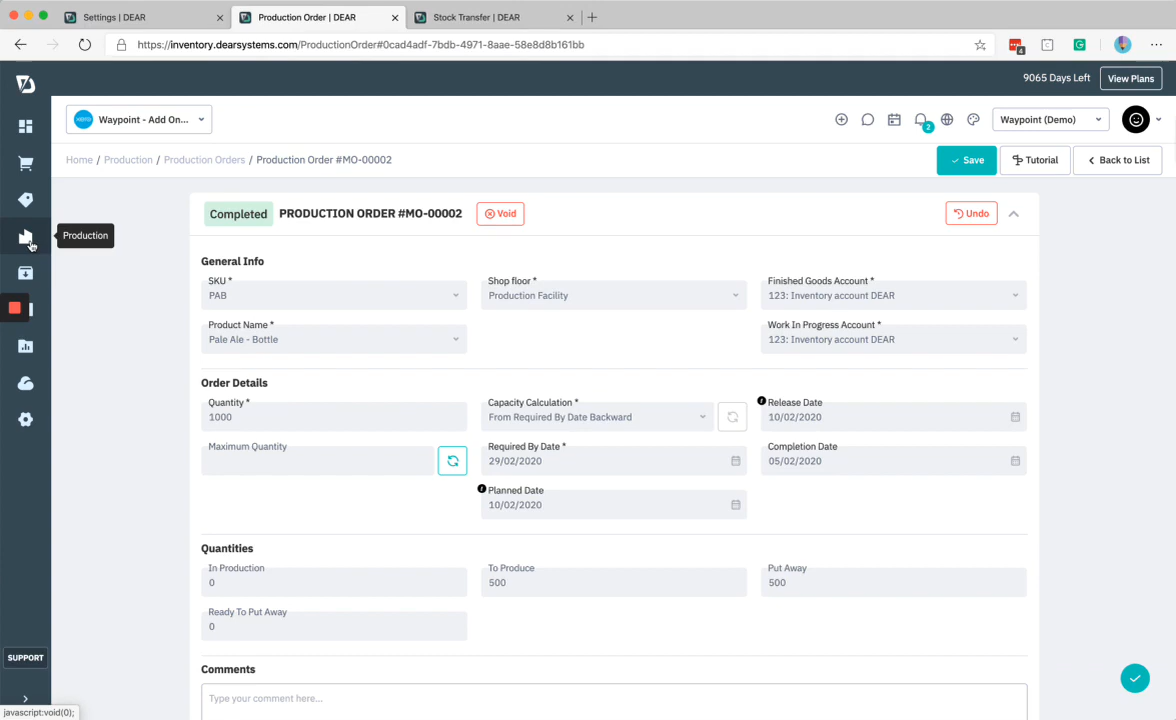 Settings | DEAR
Production Order | DEAR
Stock Transfer | DEAR
https://inventory.dearsystems.com/ProductionOrder#0cad4adf-7bdb-4971-8aae-58e8d8b161bb
4
9065 Days Left
View Plans
xero
Waypoint - Add On...
2
Waypoint (Demo)
Home / Production / Production Orders / Production Order #MO-00002
Save
Tutorial
Back to List
Completed
PRODUCTION ORDER #MO-00002
Void
Undo
Production
General Info
SKU *
PAB
Shop floor *
Production Facility
Finished Goods Account *
123: Inventory account DEAR
Product Name *
Pale Ale - Bottle
Work In Progress Account *
123: Inventory account DEAR
Order Details
Quantity *
1000
Capacity Calculation *
From Required By Date Backward
Release Date
10/02/2020
Maximum Quantity
Required By Date *
29/02/2020
Completion Date
05/02/2020
Planned Date
10/02/2020
Quantities
In Production
0
To Produce
500
Put Away
500
Ready To Put Away
0
SUPPORT
Comments
Type your comment here...
javascript:void(0);